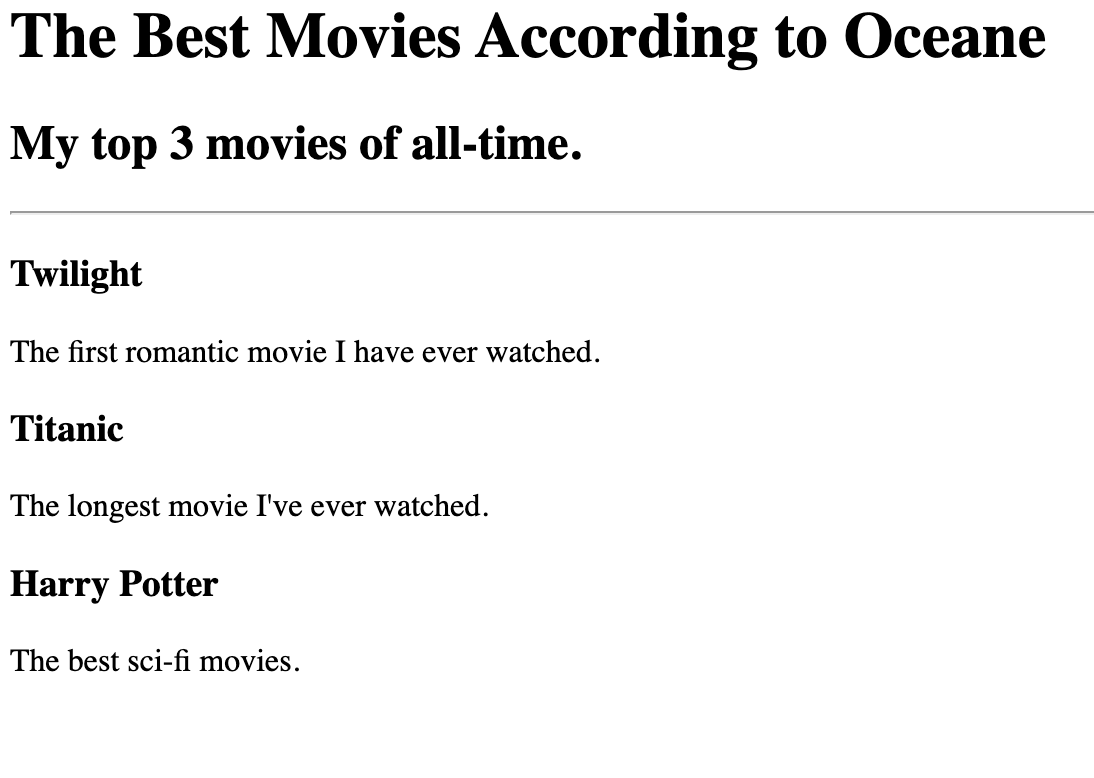 The Best Movies According to Oceane
My top 3 movies of all-time.
Twilight
The first romantic movie I have ever watched.
Titanic
The longest movie I've ever watched.
Harry Potter
The best sci-fi movies.